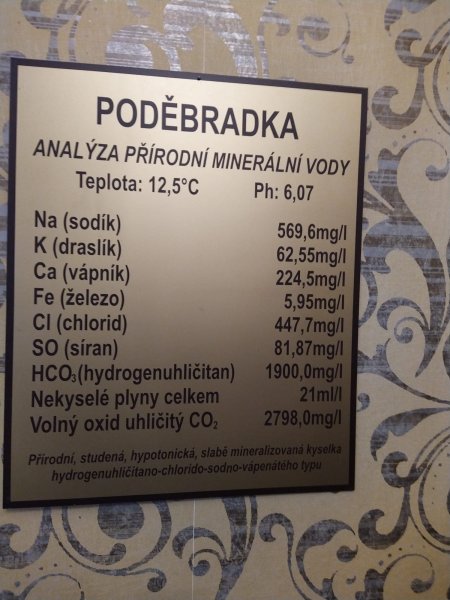 PODĚBRADKA
ANALÝZA PŘÍRODNÍ MINERÁLNÍ VODY
Teplota: 12,5°C Ph: 6,07
Na (sodík) 569,6mg/l
K (draslík) 62,55mg/l
Ca (vápník) 224,5mg/l
Fe (železo) 5,95mg/l
Cl (chlorid) 447,7mg/l
SO (síran) 81,87mg/l
HCO₃(hydrogenuhličitan) 1900,0mg/l
Nekyselé plyny celkem 21ml/l
Volný oxid uhličitý CO₂ 2798,0mg/l
Přírodní, studená, hypotonická, slabě mineralizovaná kyselka
hydrogenuhličitano-chlorido-sodno-vápenatého typu